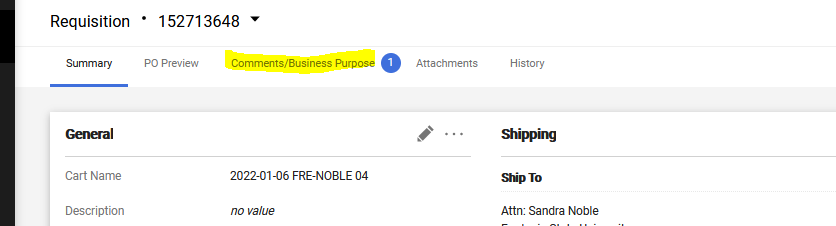 Requisition • 152713648
Summary PO Preview Comments/Business Purpose 1 Attachments History
General Shipping
Cart Name 2022-01-06 FRE-NOBLE 04 Ship To
Description no value Attn: Sandra Noble